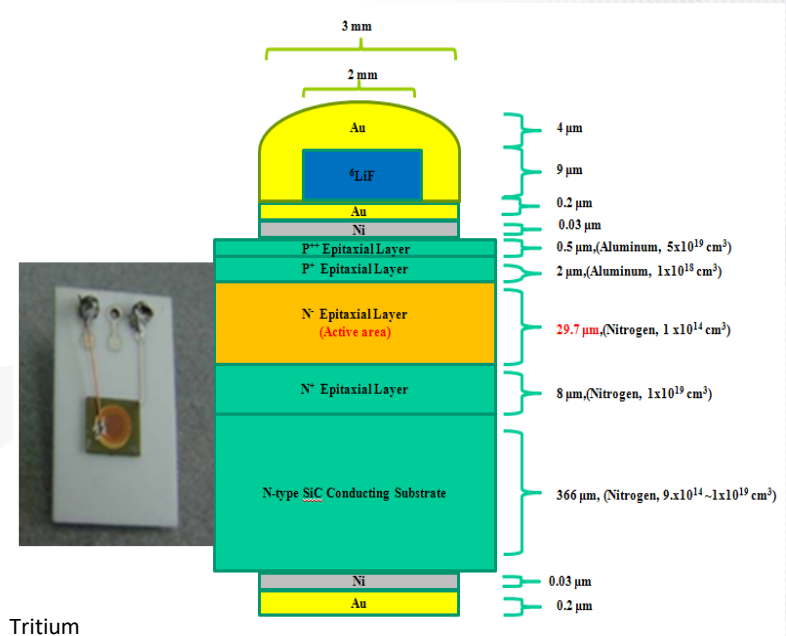 3 mm
2 mm
Au
4 µm
⁶LiF
9 µm
0.2 µm
Au
Ni
0.03 µm
P⁺⁺ Epitaxial Layer
0.5 µm,(Aluminum, 5x10¹⁹ cm³)
P⁺ Epitaxial Layer
2 µm,(Aluminum, 1x10¹⁸ cm³)
N⁻ Epitaxial Layer
(Active area)
29.7 µm,(Nitrogen, 1 x10¹⁴ cm³)
N⁺ Epitaxial Layer
8 µm,(Nitrogen, 1x10¹⁹ cm³)
N-type SiC Conducting Substrate
366 µm, (Nitrogen, 9.x10¹⁴ ~1x10¹⁹ cm³)
Ni
0.03 µm
Au
0.2 µm
Tritium